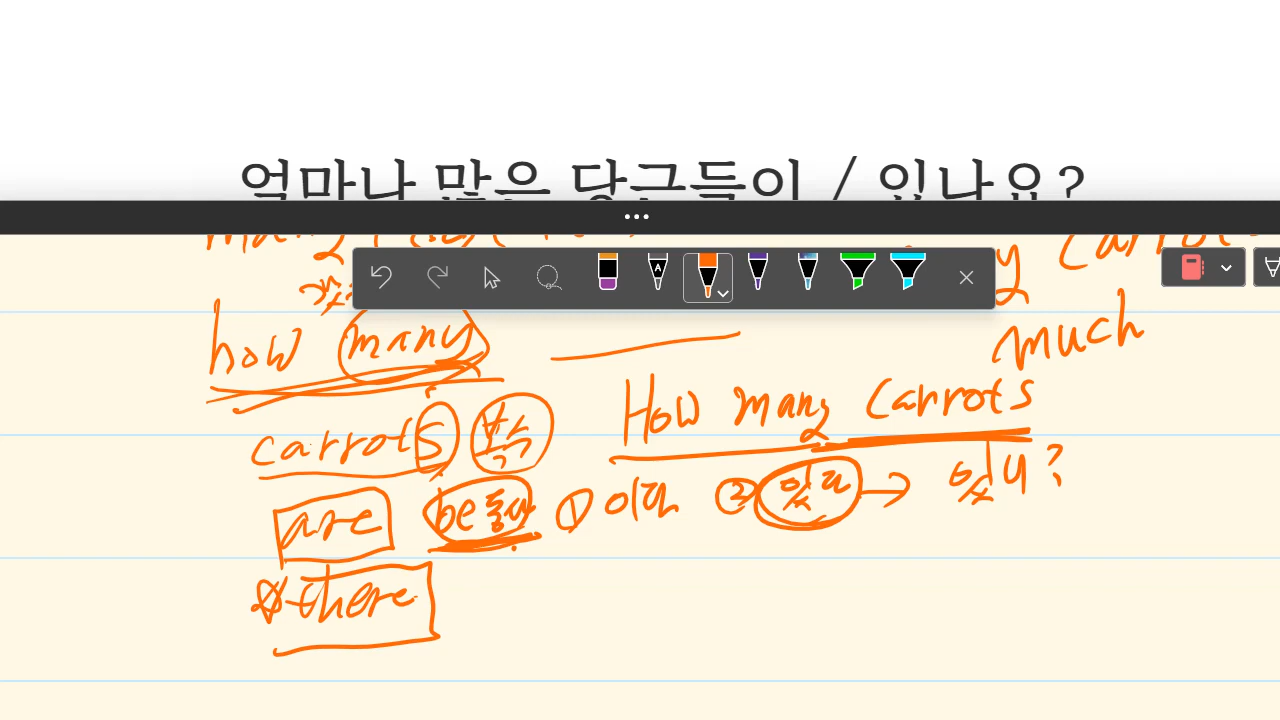 얼마나 많은 당근들이 / 있나요?
A
how many
much
How many carrots
carrots 복수
are be동사 ① 이다 ② 있다 → 있니?
there